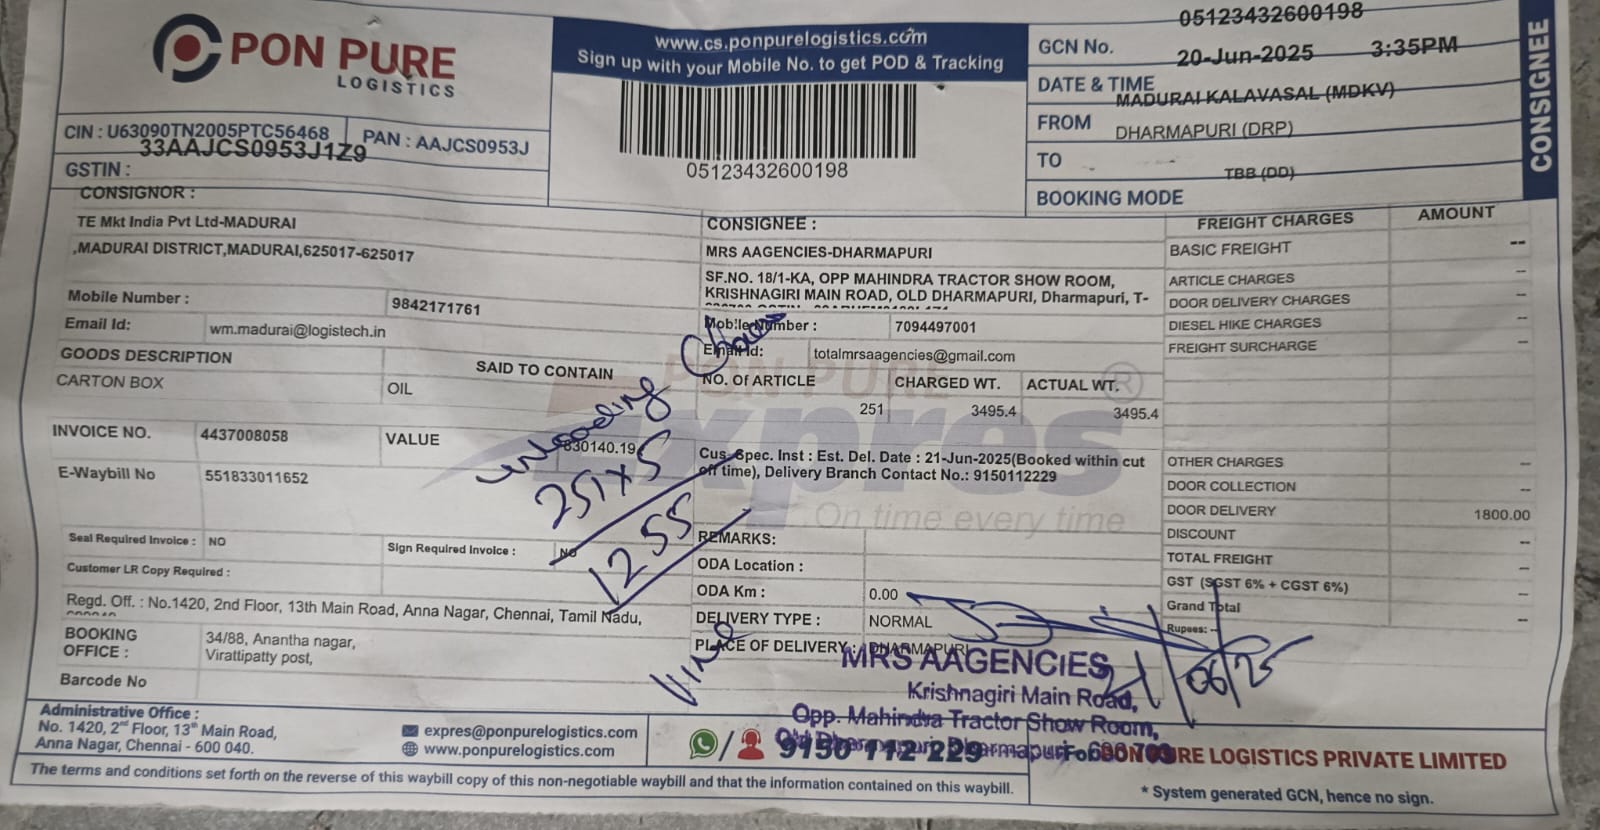 PON PURE
LOGISTICS
www.cs.ponpurelogistics.com
Sign up with your Mobile No. to get POD & Tracking
05123432600198
GCN No. 05123432600198
DATE & TIME 20-Jun-2025 3:35PM
FROM MADURAI KALAVASAL (MDKV)
TO DHARMAPURI (DRP)
BOOKING MODE TBB (DD)
CONSIGNEE
CIN : U63090TN2005PTC56468
PAN : AAJCS0953J
GSTIN : 33AAJCS0953J1Z9
CONSIGNOR :
TE Mkt India Pvt Ltd-MADURAI
,MADURAI DISTRICT,MADURAI,625017-625017
Mobile Number : 9842171761
Email Id: wm.madurai@logistech.in
CONSIGNEE :
MRS AAGENCIES-DHARMAPURI
SF.NO. 18/1-KA, OPP MAHINDRA TRACTOR SHOW ROOM,
KRISHNAGIRI MAIN ROAD, OLD DHARMAPURI, Dharmapuri, T-
Mobile Number : 7094497001
Email Id: totalmrsaagencies@gmail.com
GOODS DESCRIPTION SAID TO CONTAIN
CARTON BOX OIL
NO. Of ARTICLE CHARGED WT. ACTUAL WT.
251 3495.4 3495.4
INVOICE NO. 4437008058 VALUE 830140.19
E-Waybill No 551833011652
Cus. Spec. Inst : Est. Del. Date : 21-Jun-2025(Booked within cut
off time), Delivery Branch Contact No.: 9150112229
PON PURE
Expres
®
On time every time
unloading
251 x 5
1255
Seal Required Invoice : NO
Sign Required Invoice : NO
Customer LR Copy Required :
REMARKS:
ODA Location :
ODA Km : 0.00
DELIVERY TYPE : NORMAL
PLACE OF DELIVERY : DHARMAPURI
Regd. Off. : No.1420, 2nd Floor, 13th Main Road, Anna Nagar, Chennai, Tamil Nadu,
BOOKING OFFICE : 34/88, Anantha nagar,
Virattipatty post,
Barcode No
FREIGHT CHARGES AMOUNT
BASIC FREIGHT --
ARTICLE CHARGES --
DOOR DELIVERY CHARGES --
DIESEL HIKE CHARGES --
FREIGHT SURCHARGE --
OTHER CHARGES --
DOOR COLLECTION --
DOOR DELIVERY 1800.00
DISCOUNT --
TOTAL FREIGHT --
GST (SGST 6% + CGST 6%) --
Grand Total --
Rupees: --
21/06/25
MRS AAGENCIES
Krishnagiri Main Road,
Opp. Mahindra Tractor Show Room,
Administrative Office :
No. 1420, 2nd Floor, 13th Main Road,
Anna Nagar, Chennai - 600 040.
expres@ponpurelogistics.com
www.ponpurelogistics.com
9150 112 229
For PON PURE LOGISTICS PRIVATE LIMITED
The terms and conditions set forth on the reverse of this waybill copy of this non-negotiable waybill and that the information contained on this waybill.
* System generated GCN, hence no sign.